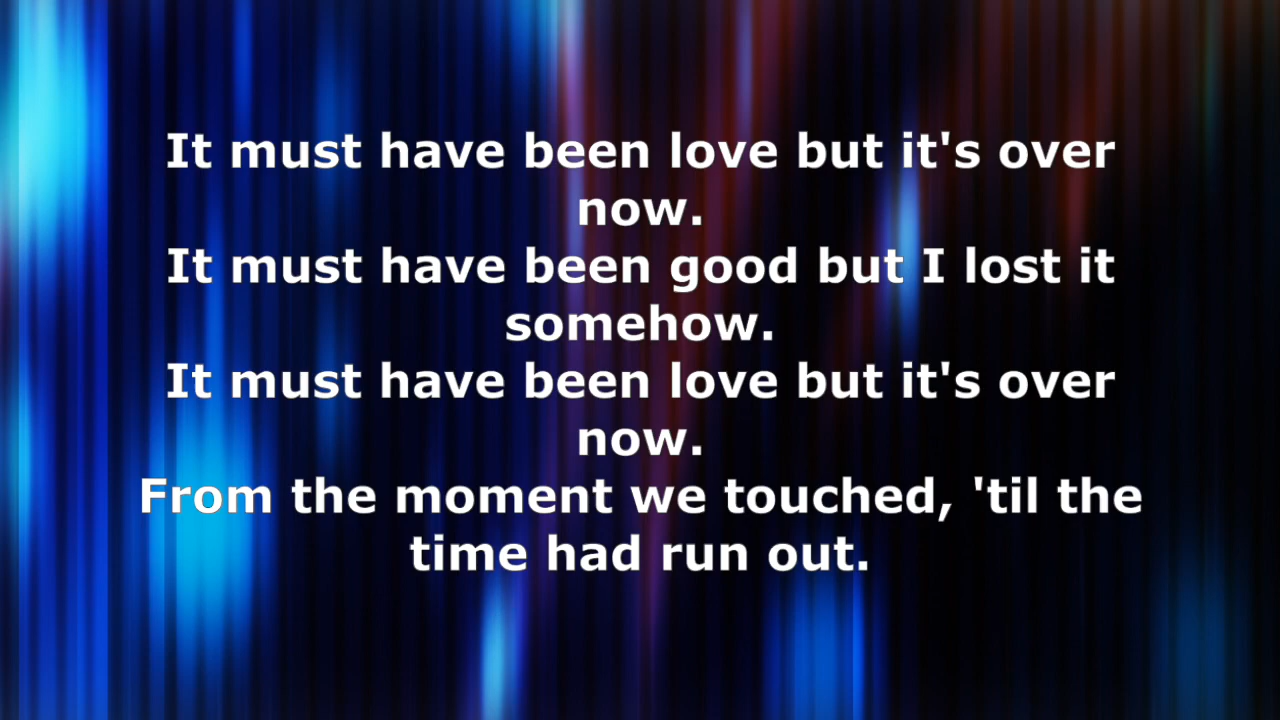 It must have been love but it's over
now.
It must have been good but I lost it
somehow.
It must have been love but it's over
now.
From the moment we touched, 'til the
time had run out.